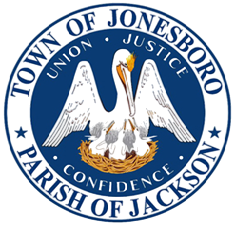 TOWN OF JONESBORO
UNION · JUSTICE
· CONFIDENCE ·
★ PARISH OF JACKSON ★